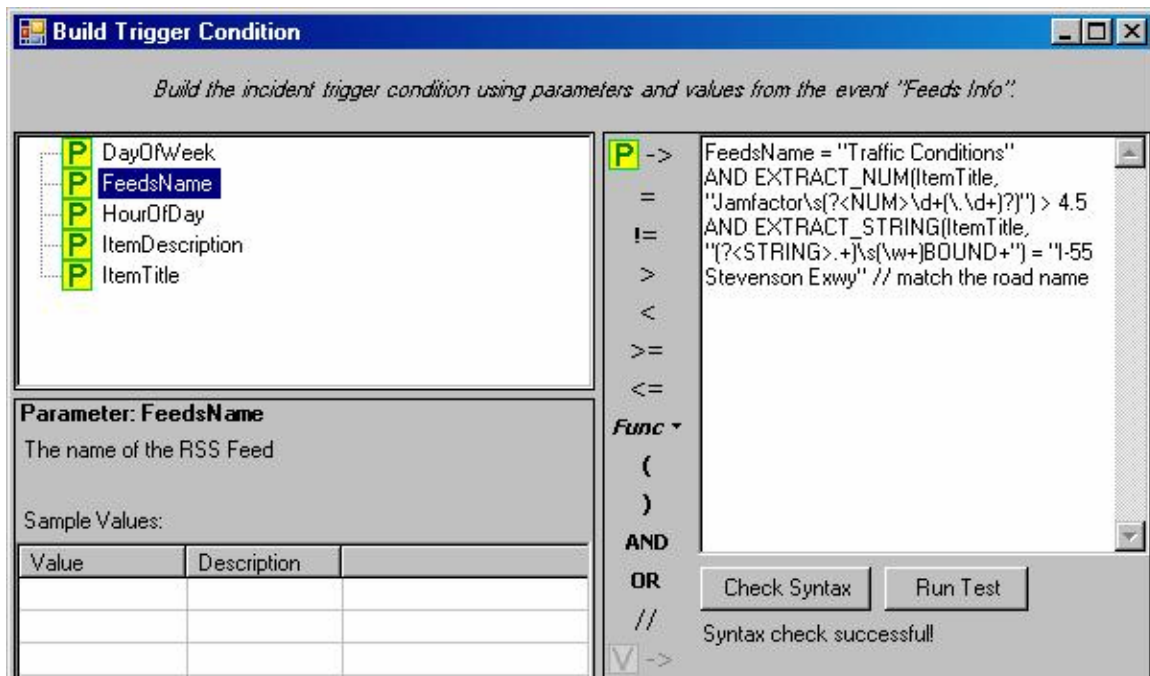 Build Trigger Condition
Build the incident trigger condition using parameters and values from the event "Feeds Info".
P DayOfWeek
P FeedsName
P HourOfDay
P ItemDescription
P ItemTitle
Parameter: FeedsName
The name of the RSS Feed
Sample Values:
Value Description
P ->
=
!=
>
<
>=
<=
Func
(
)
AND
OR
//
V ->
FeedsName = "Traffic Conditions"
AND EXTRACT_NUM(ItemTitle,
"Jamfactor\s(?<NUM>\d+(\.\d+)?)") > 4.5
AND EXTRACT_STRING(ItemTitle,
"(?<STRING>.+)\s(\w+)BOUND+") = "I-55
Stevenson Exwy" // match the road name
Check Syntax Run Test
Syntax check successful!